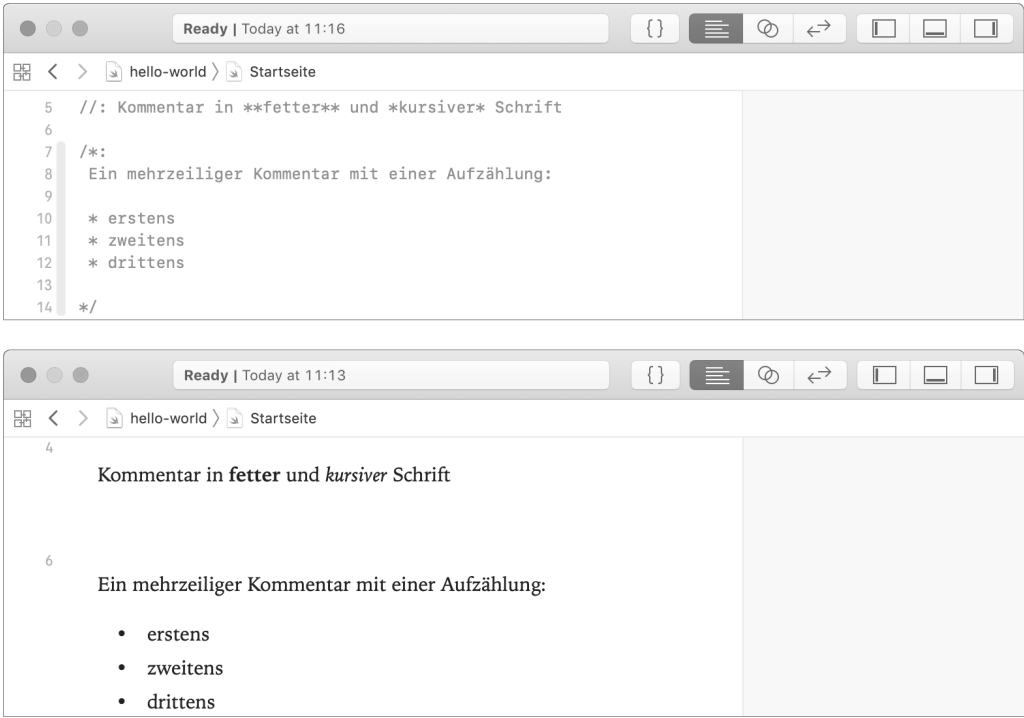 Ready | Today at 11:16
{ }
hello-world 〉 Startseite
5 //: Kommentar in **fetter** und *kursiver* Schrift
6
7 /*:
8 Ein mehrzeiliger Kommentar mit einer Aufzählung:
9
10 * erstens
11 * zweitens
12 * drittens
13
14 */
Ready | Today at 11:13
{ }
hello-world 〉 Startseite
4
Kommentar in fetter und kursiver Schrift
6
Ein mehrzeiliger Kommentar mit einer Aufzählung:
• erstens
• zweitens
• drittens